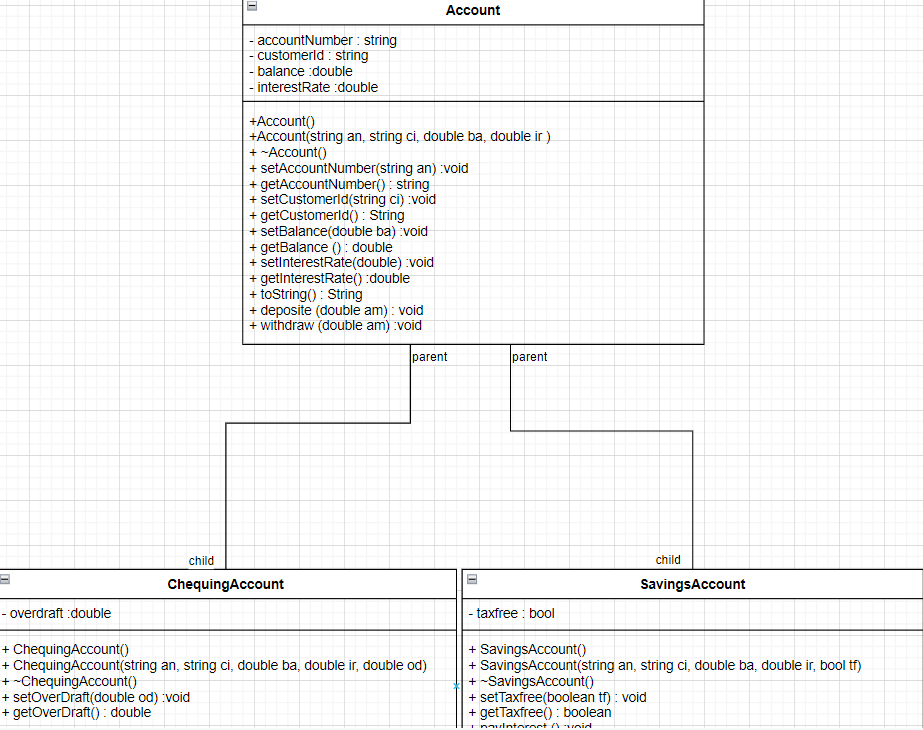 Account
- accountNumber : string
- customerId : string
- balance :double
- interestRate :double
+Account()
+Account(string an, string ci, double ba, double ir )
+ ~Account()
+ setAccountNumber(string an) :void
+ getAccountNumber() : string
+ setCustomerId(string ci) :void
+ getCustomerId() : String
+ setBalance(double ba) :void
+ getBalance () : double
+ setInterestRate(double) :void
+ getInterestRate() :double
+ toString() : String
+ deposite (double am) : void
+ withdraw (double am) :void
parent
parent
child
child
ChequingAccount
- overdraft :double
+ ChequingAccount()
+ ChequingAccount(string an, string ci, double ba, double ir, double od)
+ ~ChequingAccount()
+ setOverDraft(double od) :void
+ getOverDraft() : double
SavingsAccount
- taxfree : bool
+ SavingsAccount()
+ SavingsAccount(string an, string ci, double ba, double ir, bool tf)
+ ~SavingsAccount()
+ setTaxfree(boolean tf) : void
+ getTaxfree() : boolean
+ payInterest () :void